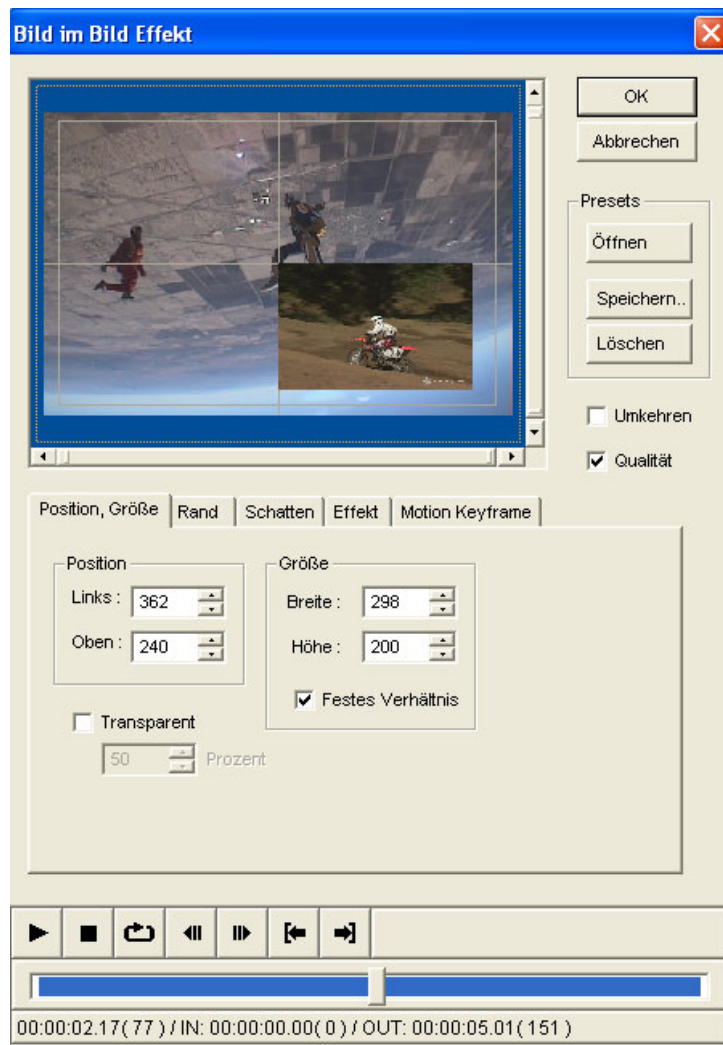 Bild im Bild Effekt
OK
Abbrechen
Presets
Öffnen
Speichern..
Löschen
Umkehren
Qualität
Position, Größe
Rand
Schatten
Effekt
Motion Keyframe
Position
Links : 362
Oben : 240
Größe
Breite : 298
Höhe : 200
Festes Verhältnis
Transparent
50 Prozent
00:00:02.17( 77 ) / IN: 00:00:00.00( 0 ) / OUT: 00:00:05.01( 151 )